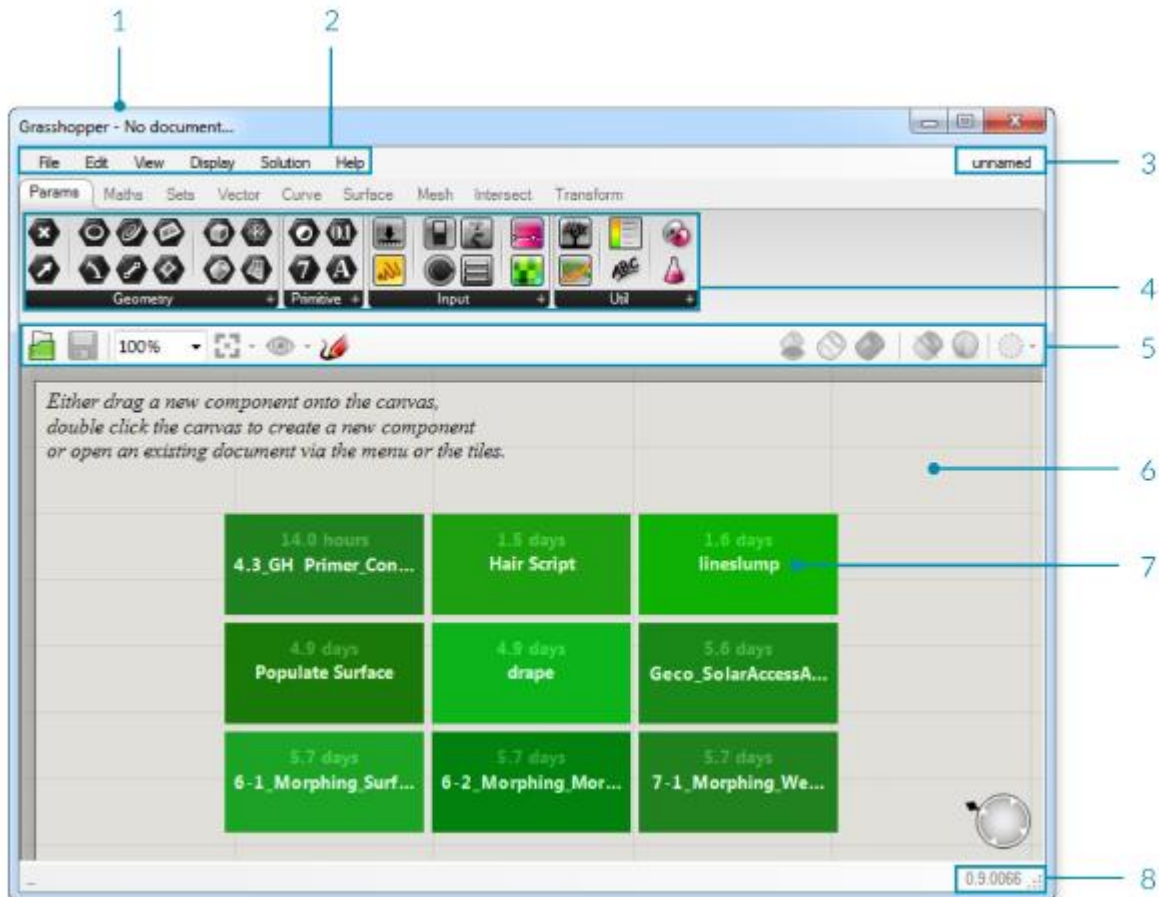 1
2
Grasshopper - No document...
File Edit View Display Solution Help
unnamed
3
Params Maths Sets Vector Curve Surface Mesh Intersect Transform
0.1
7 A
ABC
Geometry + Primitive + Input + Util +
4
100%
5
Either drag a new component onto the canvas,
double click the canvas to create a new component
or open an existing document via the menu or the tiles.
6
14.0 hours
4.3_GH Primer_Con...
1.5 days
Hair Script
1.6 days
lineslump
7
4.9 days
Populate Surface
4.9 days
drape
5.6 days
Geco_SolarAccessA...
5.7 days
6-1_Morphing_Surf...
5.7 days
6-2_Morphing_Mor...
5.7 days
7-1_Morphing_We...
0.9.0066
8